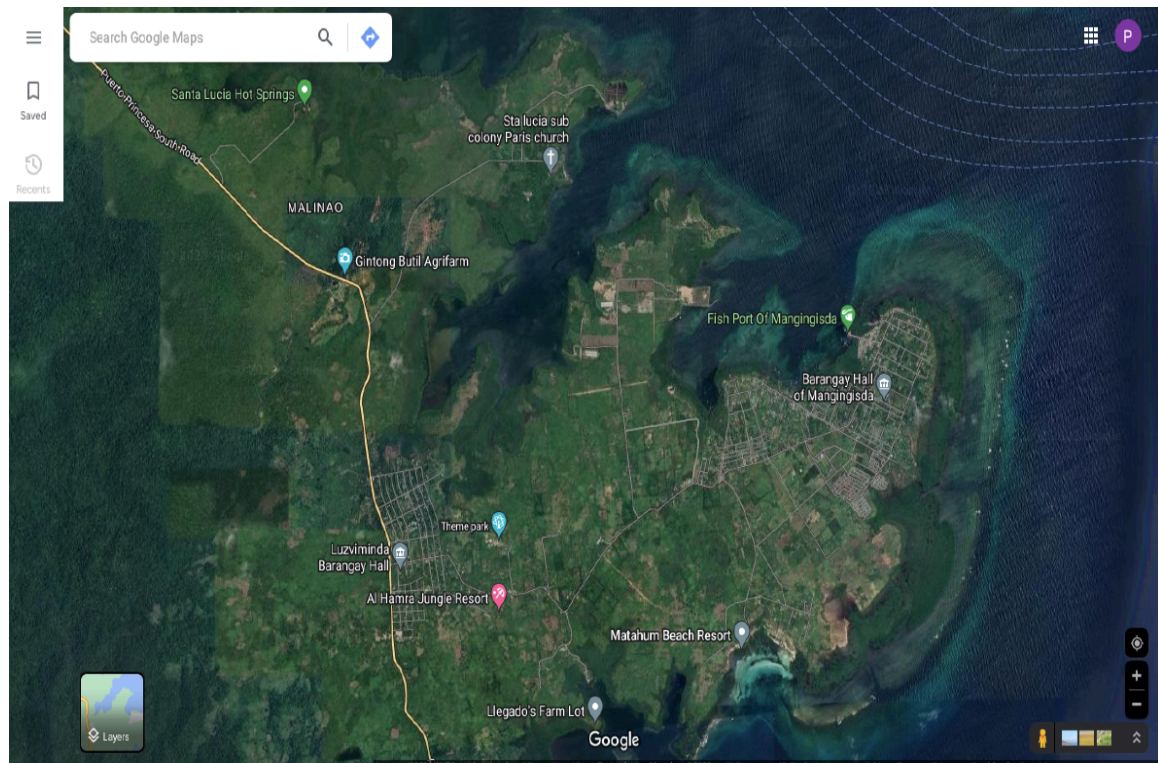 Search Google Maps
P
Saved
Recents
Puerto-Princesa-South-Road
Santa Lucia Hot Springs
Sta lucia sub
colony Paris church
MALINAO
Gintong Butil Agrifarm
Fish Port Of Mangingisda
Barangay Hall
of Mangingisda
Theme park
Luzviminda
Barangay Hall
Al Hamra Jungle Resort
Matahum Beach Resort
Llegado's Farm Lot
Layers
Google